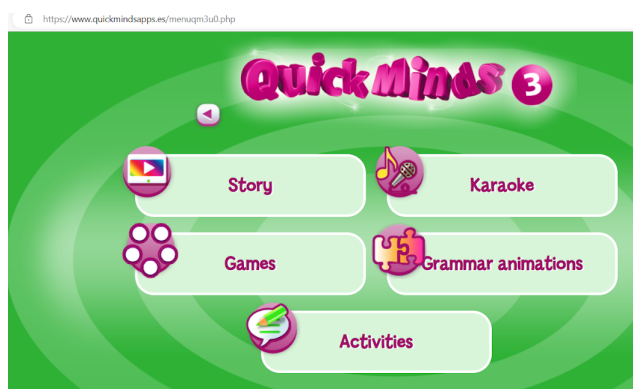 https://www.quickmindsapps.es/menuqm3u0.php
Quick Minds 3
Story
Karaoke
Games
Grammar animations
Activities